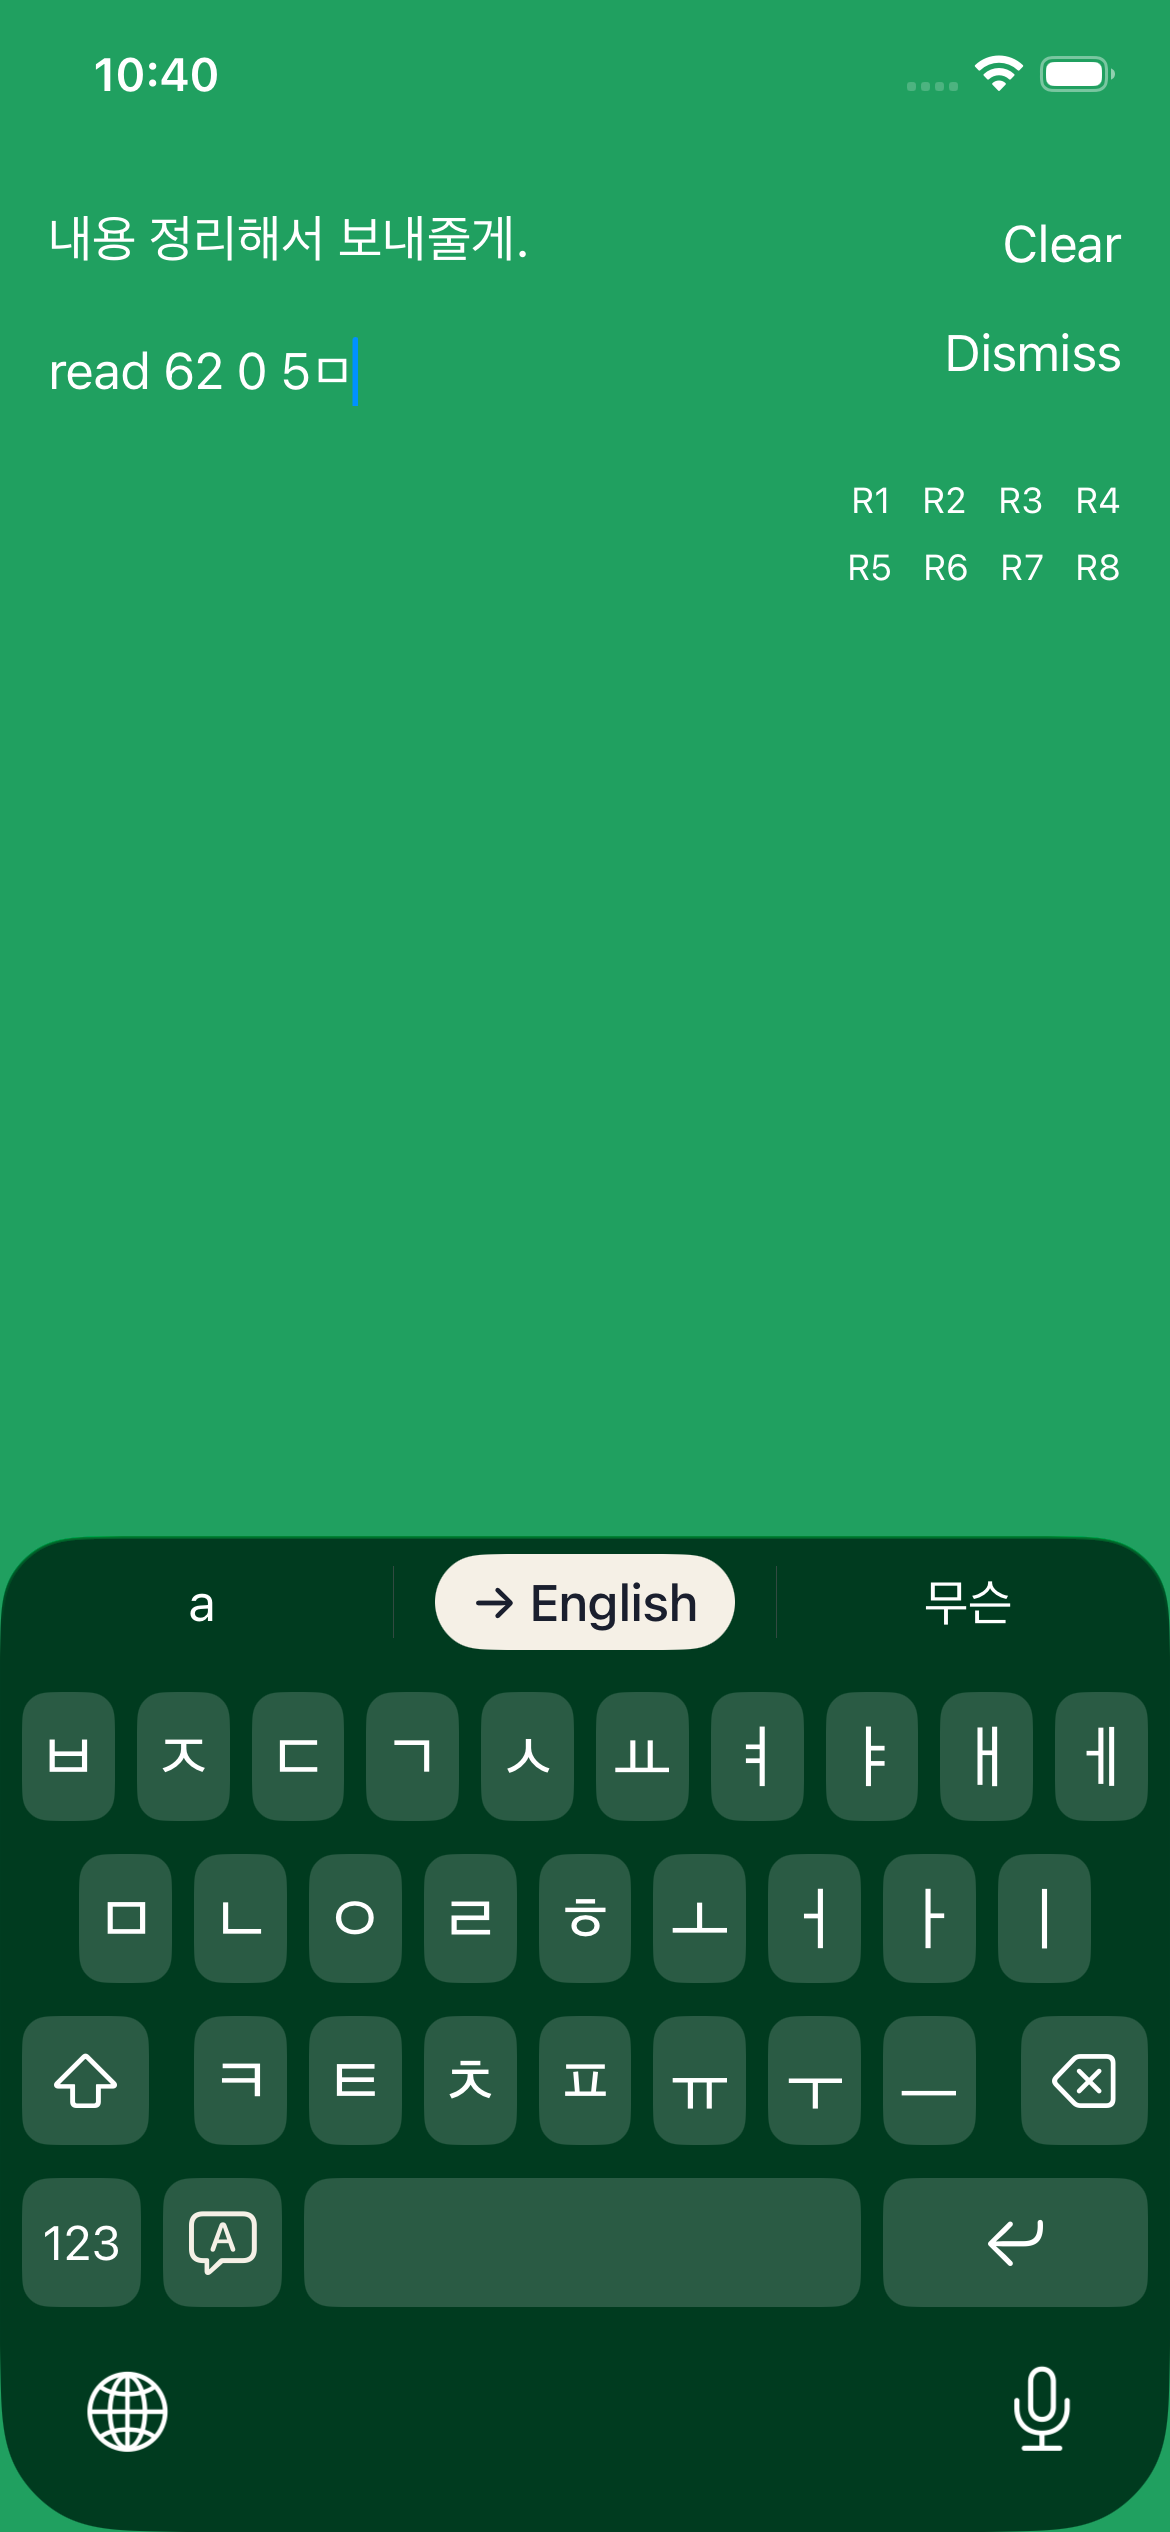 10:40
내용 정리해서 보내줄게.
Clear
read 62 0 5ㅁ
Dismiss
R1 R2 R3 R4
R5 R6 R7 R8
a → English 무슨
ㅂ ㅈ ㄷ ㄱ ㅅ ㅛ ㅕ ㅑ ㅐ ㅔ
ㅁ ㄴ ㅇ ㄹ ㅎ ㅗ ㅓ ㅏ ㅣ
ㅋ ㅌ ㅊ ㅍ ㅠ ㅜ ㅡ
123 A